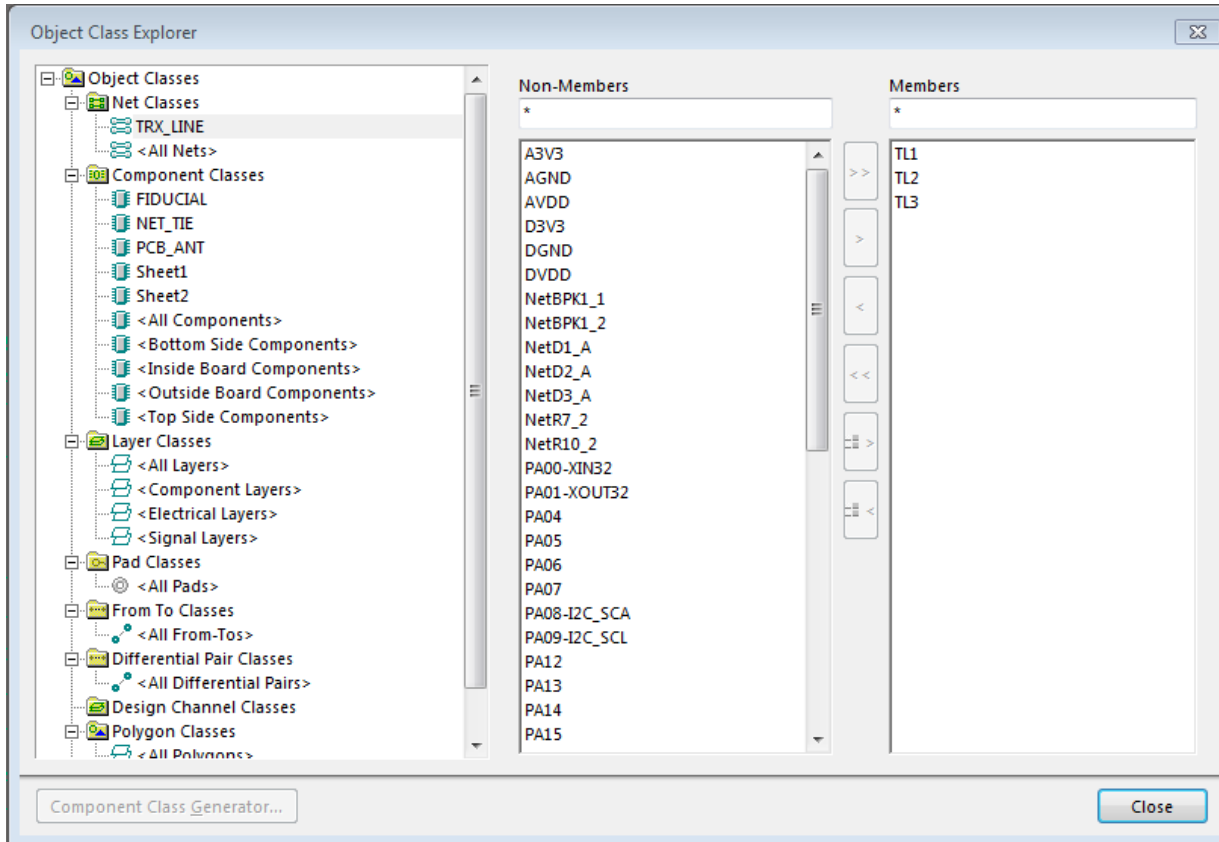 Object Class Explorer
Object Classes
Net Classes
TRX_LINE
<All Nets>
Component Classes
FIDUCIAL
NET_TIE
PCB_ANT
Sheet1
Sheet2
<All Components>
<Bottom Side Components>
<Inside Board Components>
<Outside Board Components>
<Top Side Components>
Layer Classes
<All Layers>
<Component Layers>
<Electrical Layers>
<Signal Layers>
Pad Classes
<All Pads>
From To Classes
<All From-Tos>
Differential Pair Classes
<All Differential Pairs>
Design Channel Classes
Polygon Classes
<All Polygons>
Non-Members
*
A3V3
AGND
AVDD
D3V3
DGND
DVDD
NetBPK1_1
NetBPK1_2
NetD1_A
NetD2_A
NetD3_A
NetR7_2
NetR10_2
PA00-XIN32
PA01-XOUT32
PA04
PA05
PA06
PA07
PA08-I2C_SCA
PA09-I2C_SCL
PA12
PA13
PA14
PA15
>>
>
<
<<
>
<
Members
*
TL1
TL2
TL3
Component Class Generator...
Close